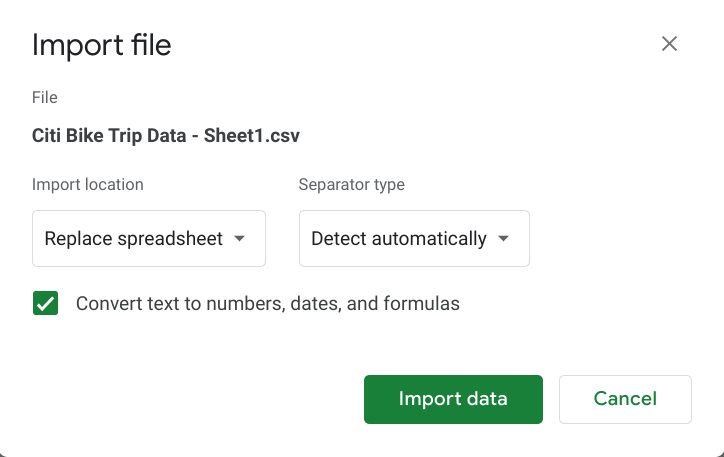 Import file
File
Citi Bike Trip Data - Sheet1.csv
Import location
Separator type
Replace spreadsheet
Detect automatically
Convert text to numbers, dates, and formulas
Import data
Cancel